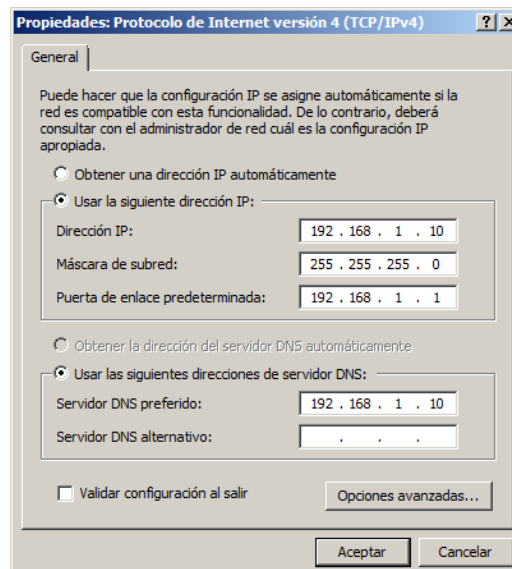 Propiedades: Protocolo de Internet versión 4 (TCP/IPv4)
General
Puede hacer que la configuración IP se asigne automáticamente si la
red es compatible con esta funcionalidad. De lo contrario, deberá
consultar con el administrador de red cuál es la configuración IP
apropiada.
Obtener una dirección IP automáticamente
Usar la siguiente dirección IP:
Dirección IP: 192 . 168 . 1 . 10
Máscara de subred: 255 . 255 . 255 . 0
Puerta de enlace predeterminada: 192 . 168 . 1 . 1
Obtener la dirección del servidor DNS automáticamente
Usar las siguientes direcciones de servidor DNS:
Servidor DNS preferido: 192 . 168 . 1 . 10
Servidor DNS alternativo: . . .
Validar configuración al salir
Opciones avanzadas...
Aceptar Cancelar